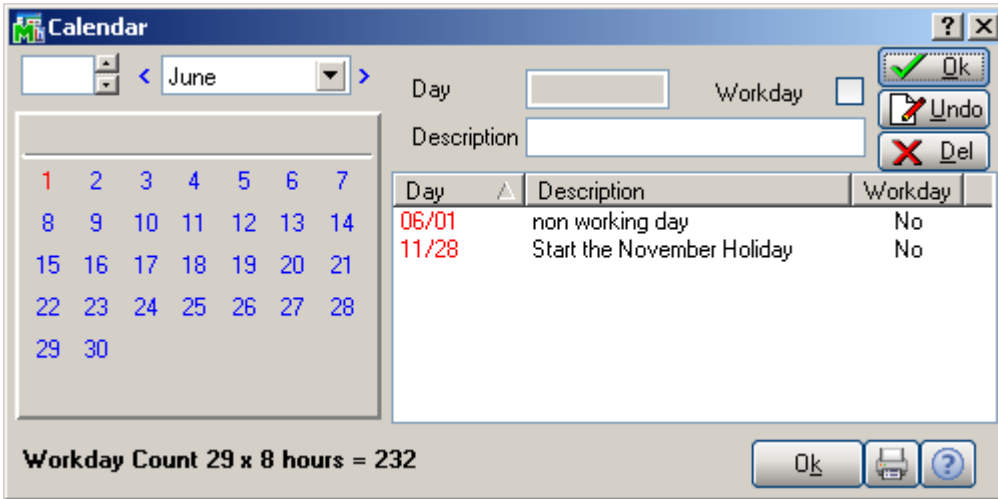 Calendar
< June >
Day
Workday
Ok
Undo
Description
Del
1 2 3 4 5 6 7
8 9 10 11 12 13 14
15 16 17 18 19 20 21
22 23 24 25 26 27 28
29 30
Day Description Workday
06/01 non working day No
11/28 Start the November Holiday No
Workday Count 29 x 8 hours = 232
Ok